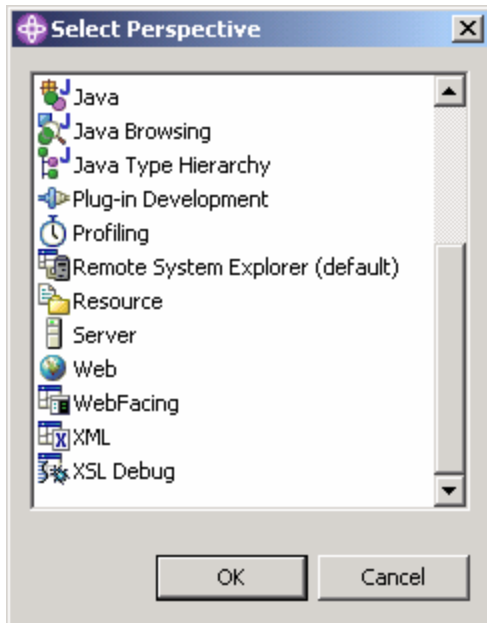 Select Perspective
Java
Java Browsing
Java Type Hierarchy
Plug-in Development
Profiling
Remote System Explorer (default)
Resource
Server
Web
WebFacing
XML
XSL Debug
OK
Cancel